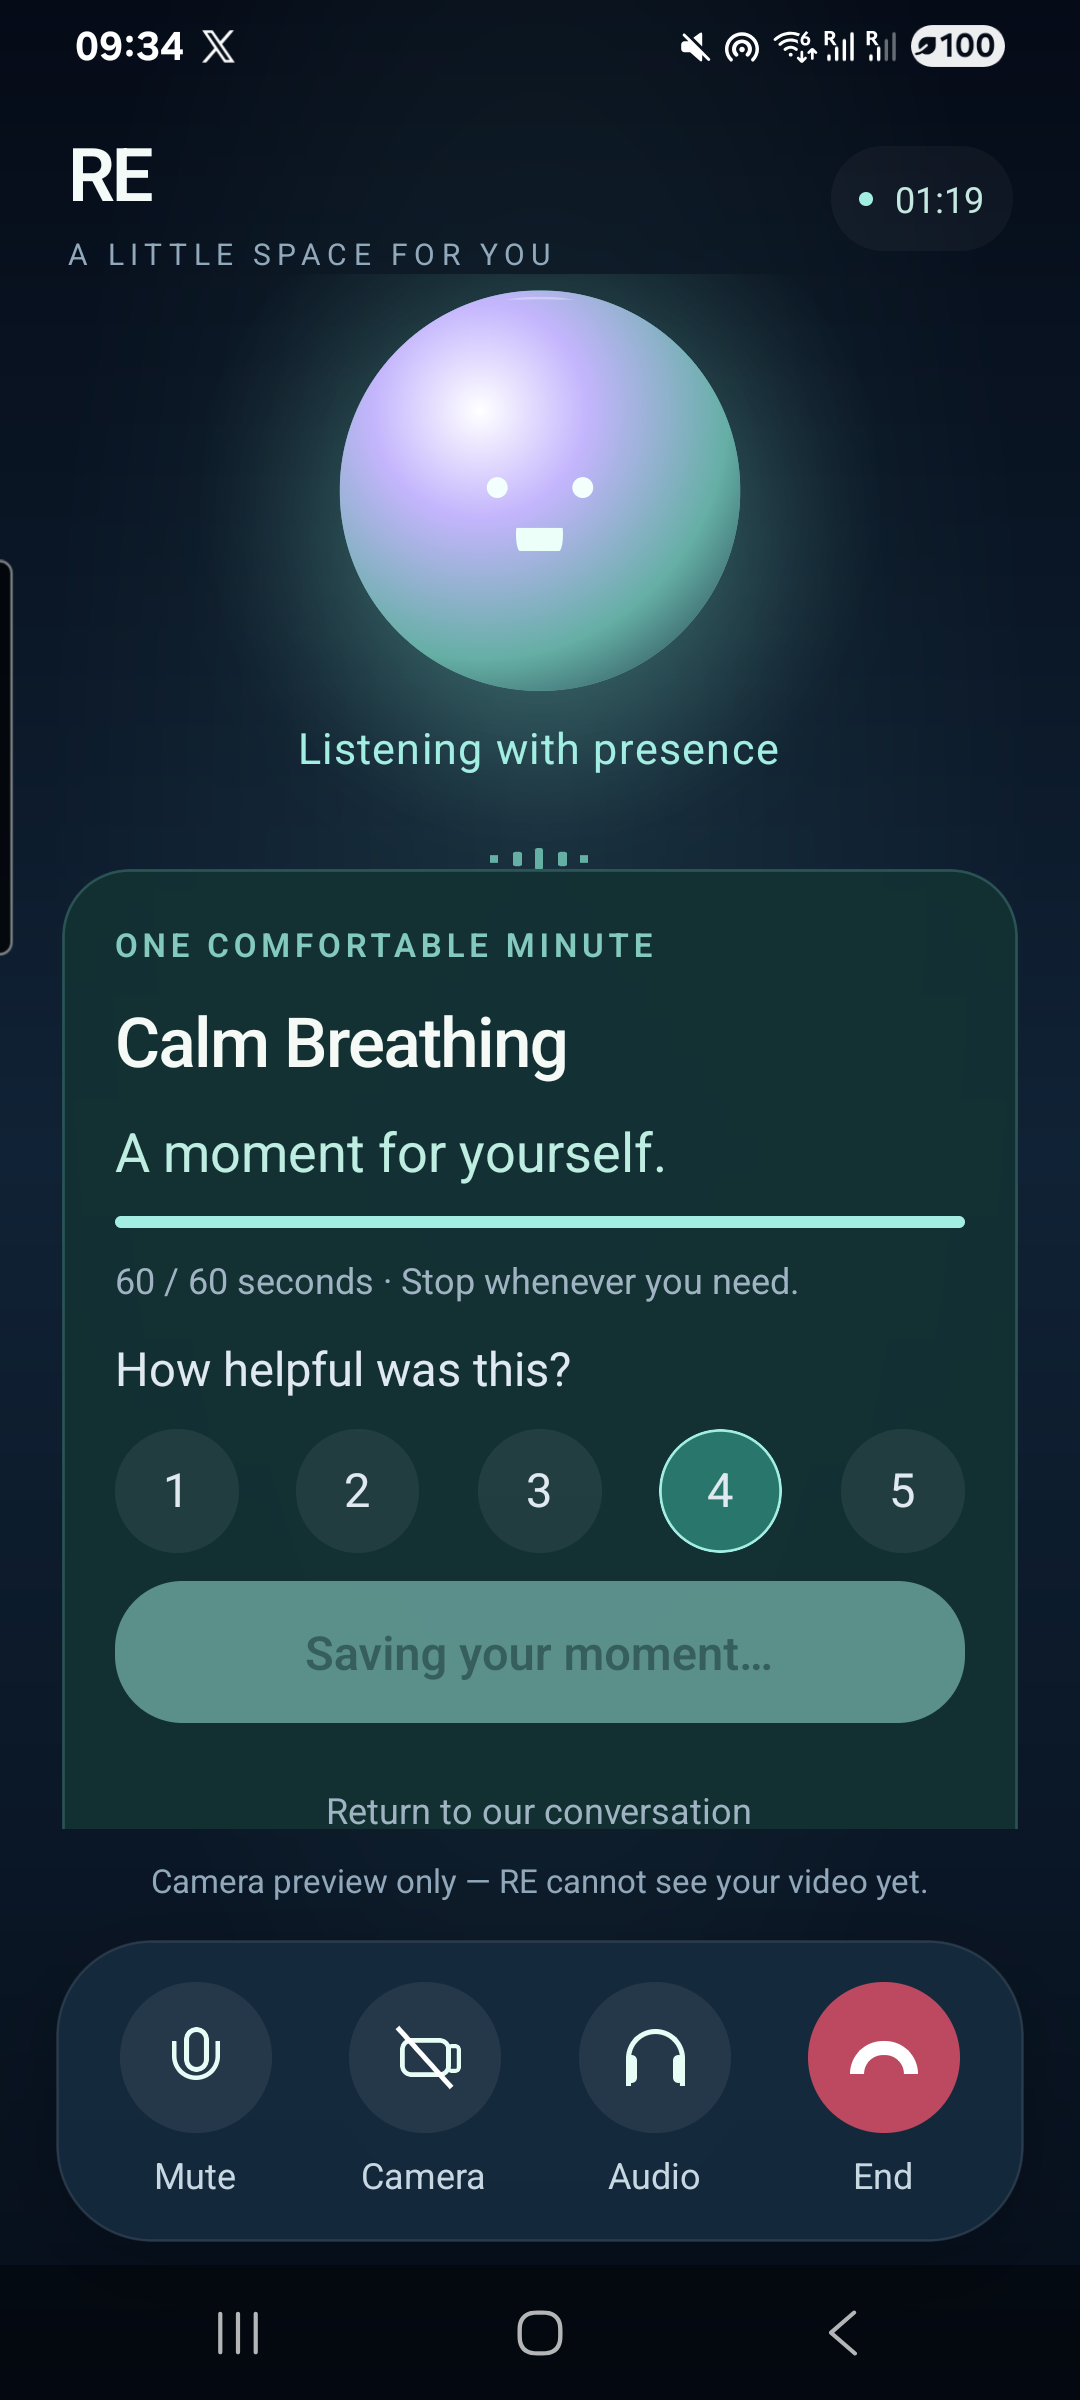 09:34
6
R
R
100
RE
01:19
A LITTLE SPACE FOR YOU
Listening with presence
ONE COMFORTABLE MINUTE
Calm Breathing
A moment for yourself.
60 / 60 seconds · Stop whenever you need.
How helpful was this?
1 2 3 4 5
Saving your moment…
Return to our conversation
Camera preview only — RE cannot see your video yet.
Mute Camera Audio End